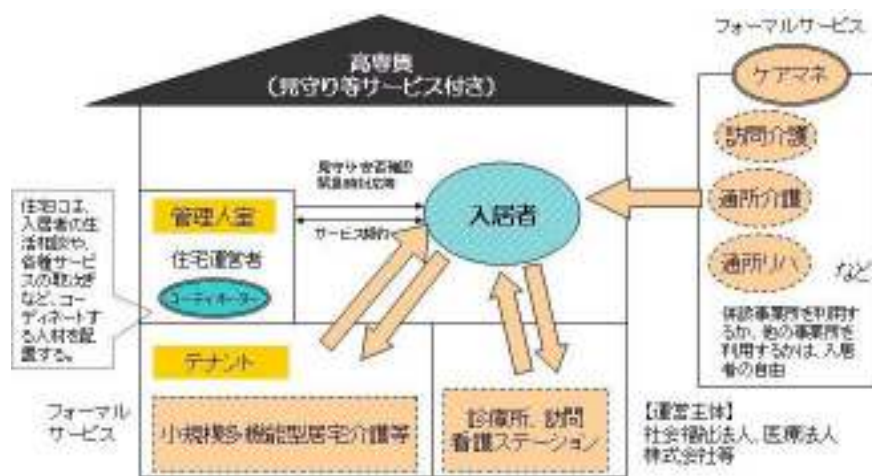 フォーマルサービス
高専賃
(見守り等サービス付き)
ケアマネ
訪問介護
通所介護
通所リハ
など
併設事業所を利用す
るか、他の事業所を
利用するかは、入居
者の自由
見守り・安否確認
緊急時対応等
サービス契約
入居者
管理人室
住宅運営者
コーディネーター
住宅には、
入居者の生
活相談や、
各種サービ
スの取次ぎ
など、コー
ディネートす
る人材を配
置する。
テナント
フォーマル
サービス
小規模多機能型居宅介護等
診療所、訪問
看護ステーション
【運営主体】
社会福祉法人、医療法人
株式会社等